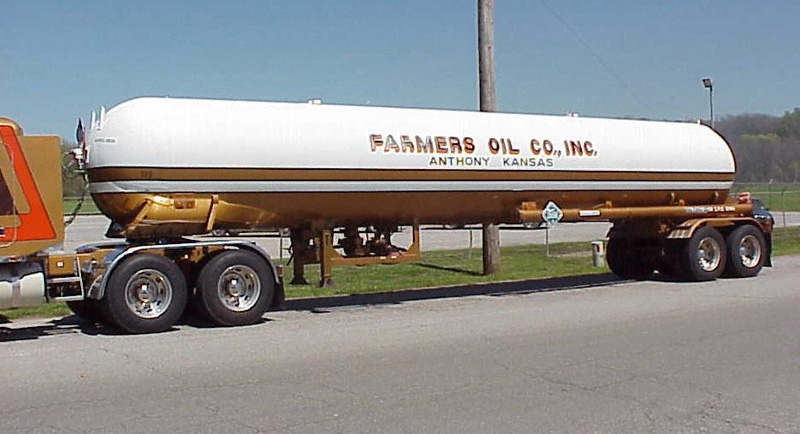 FARMERS OIL CO., INC.
ANTHONY KANSAS